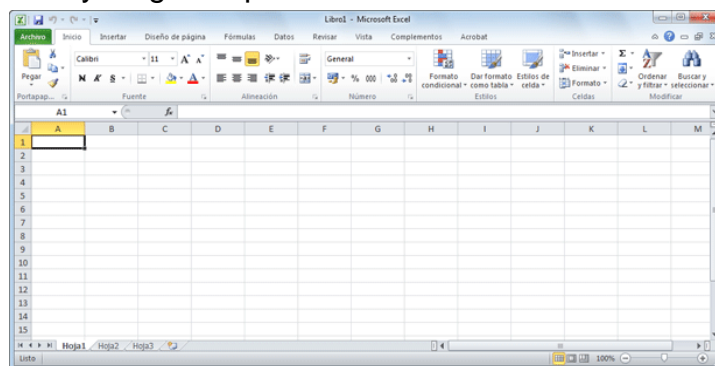 Libro1 - Microsoft Excel
Archivo Inicio Insertar Diseño de página Fórmulas Datos Revisar Vista Complementos Acrobat
Calibri 11 A A General Insertar Σ
Pegar N K S A % 000 Formato condicional Dar formato como tabla Estilos de celda Eliminar Formato Ordenar y filtrar Buscar y seleccionar
Portapap... Fuente Alineación Número Estilos Celdas Modificar
A1 fx
A B C D E F G H I J K L M
1
2
3
4
5
6
7
8
9
10
11
12
13
14
15
Hoja1 Hoja2 Hoja3
Listo 100%